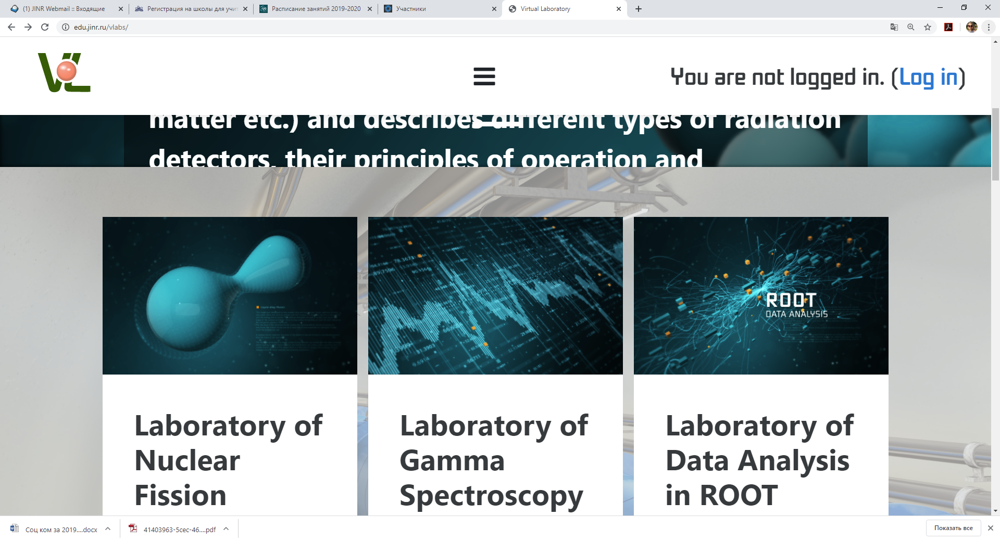 (1) JINR Webmail :: Входящие
Регистрация на школы для учит
Расписание занятий 2019-2020
Участники
Virtual Laboratory
edu.jinr.ru/vlabs/
VL
You are not logged in. (Log in)
matter etc.) and describes different types of radiation
detectors, their principles of operation and
78.3673
ROOT
DATA ANALYSIS
Laboratory of
Nuclear
Fission
Laboratory of
Gamma
Spectroscopy
Laboratory of
Data Analysis
in ROOT
Соц ком за 2019....docx
41403963-5cec-46....pdf
Показать все